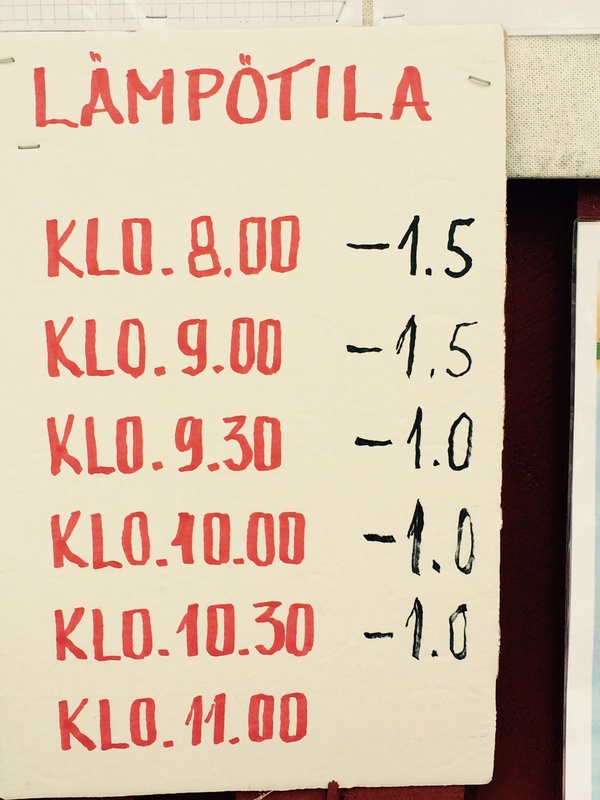 LÄMPÖTILA
KLO. 8.00 -1.5
KLO. 9.00 -1.5
KLO. 9.30 -1.0
KLO. 10.00 -1.0
KLO. 10.30 -1.0
KLO. 11.00